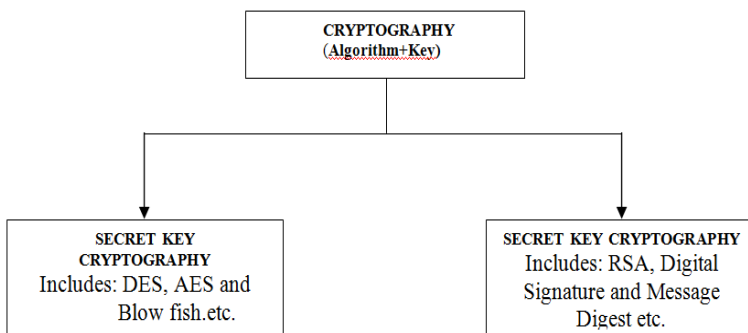 CRYPTOGRAPHY
(Algorithm+Key)
SECRET KEY
CRYPTOGRAPHY
Includes: DES, AES and
Blow fish.etc.
SECRET KEY CRYPTOGRAPHY
Includes: RSA, Digital
Signature and Message
Digest etc.